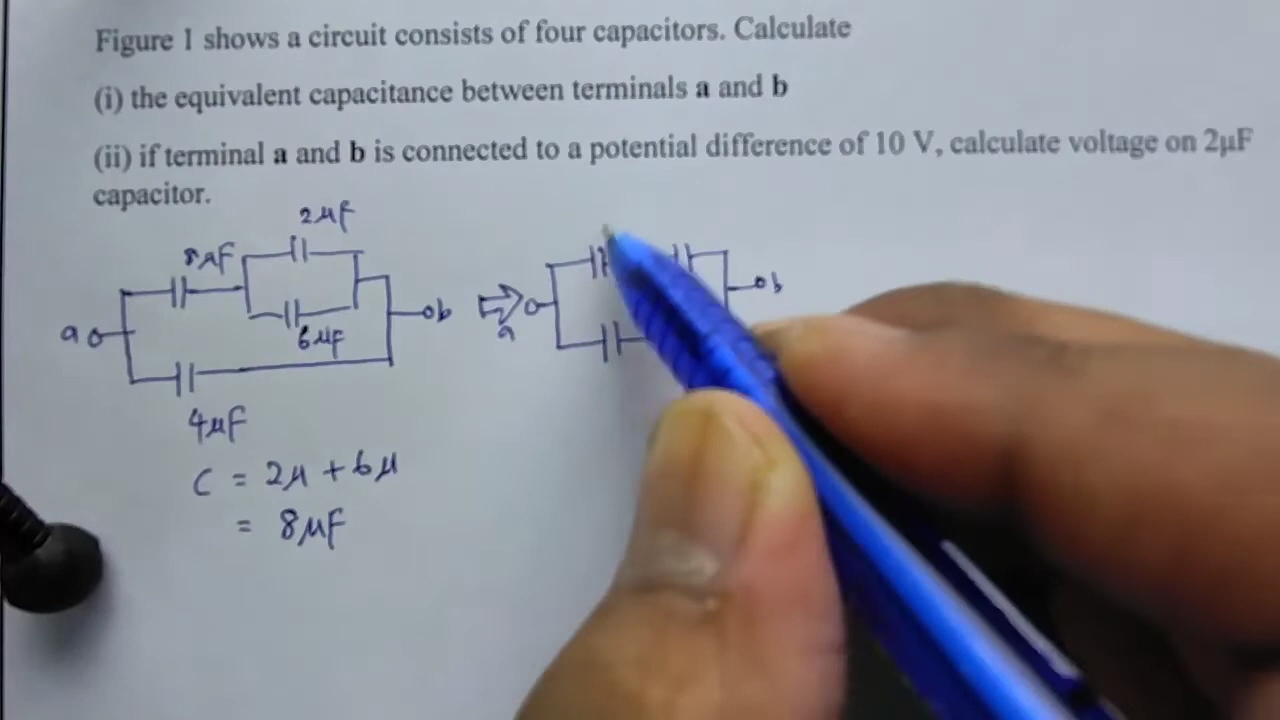 Figure 1 shows a circuit consists of four capacitors. Calculate
(i) the equivalent capacitance between terminals a and b
(ii) if terminal a and b is connected to a potential difference of 10 V, calculate voltage on 2μF
capacitor.
2μF
8μF
6μF
a
b
4μF
a
b
C = 2μ + 6μ
= 8μF